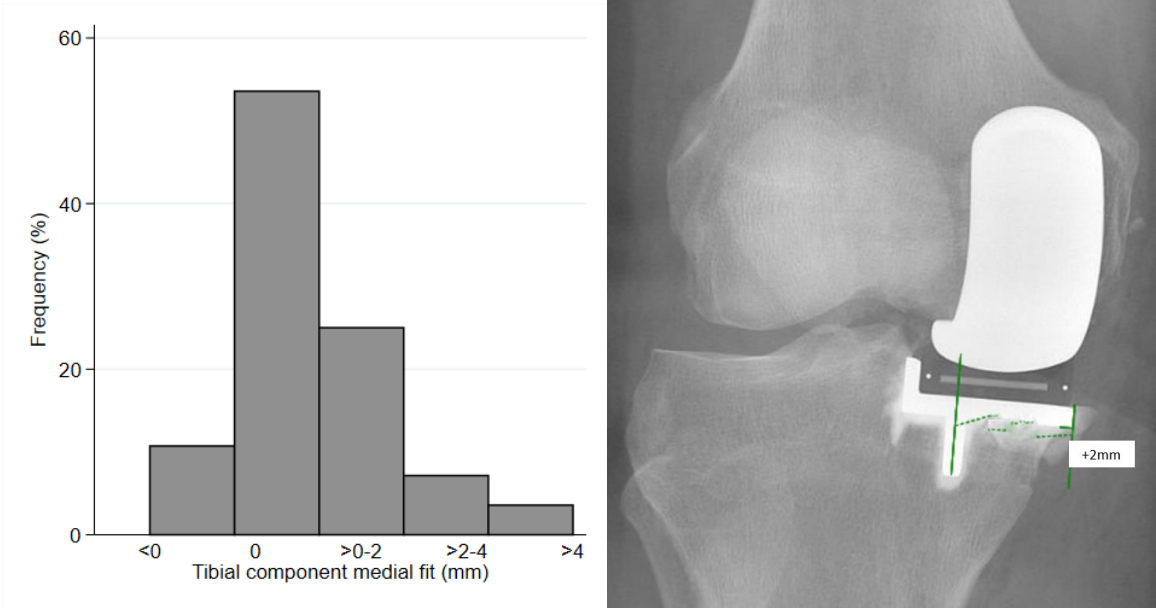 60
40
20
0
Frequency (%)
<0 0 >0-2 >2-4 >4
Tibial component medial fit (mm)
+2mm